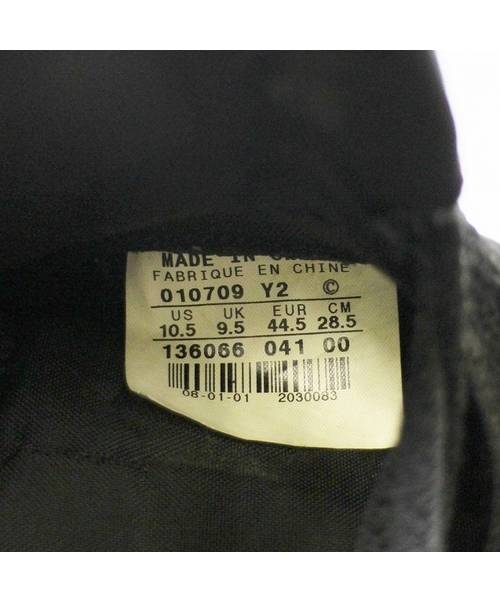 MADE IN
FABRIQUE EN CHINE
010709 Y2 ©
US UK EUR CM
10.5 9.5 44.5 28.5
136066 041 00
08-01-01 2030083